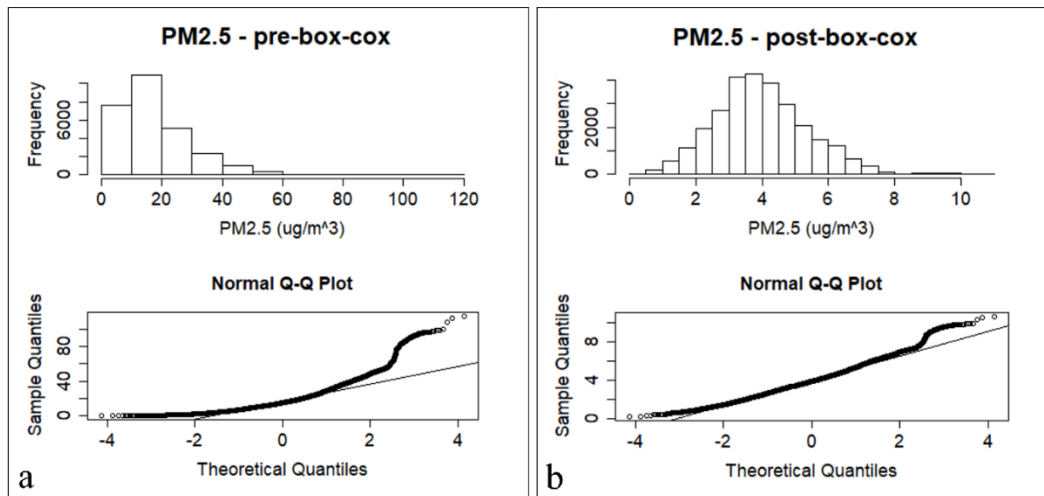 PM2.5 - pre-box-cox
Frequency
0 6000
0 20 40 60 80 100 120
PM2.5 (ug/m^3)
Normal Q-Q Plot
Sample Quantiles
0 40 80
-4 -2 0 2 4
Theoretical Quantiles
a
PM2.5 - post-box-cox
Frequency
0 2000
0 2 4 6 8 10
PM2.5 (ug/m^3)
Normal Q-Q Plot
Sample Quantiles
0 4 8
-4 -2 0 2 4
Theoretical Quantiles
b